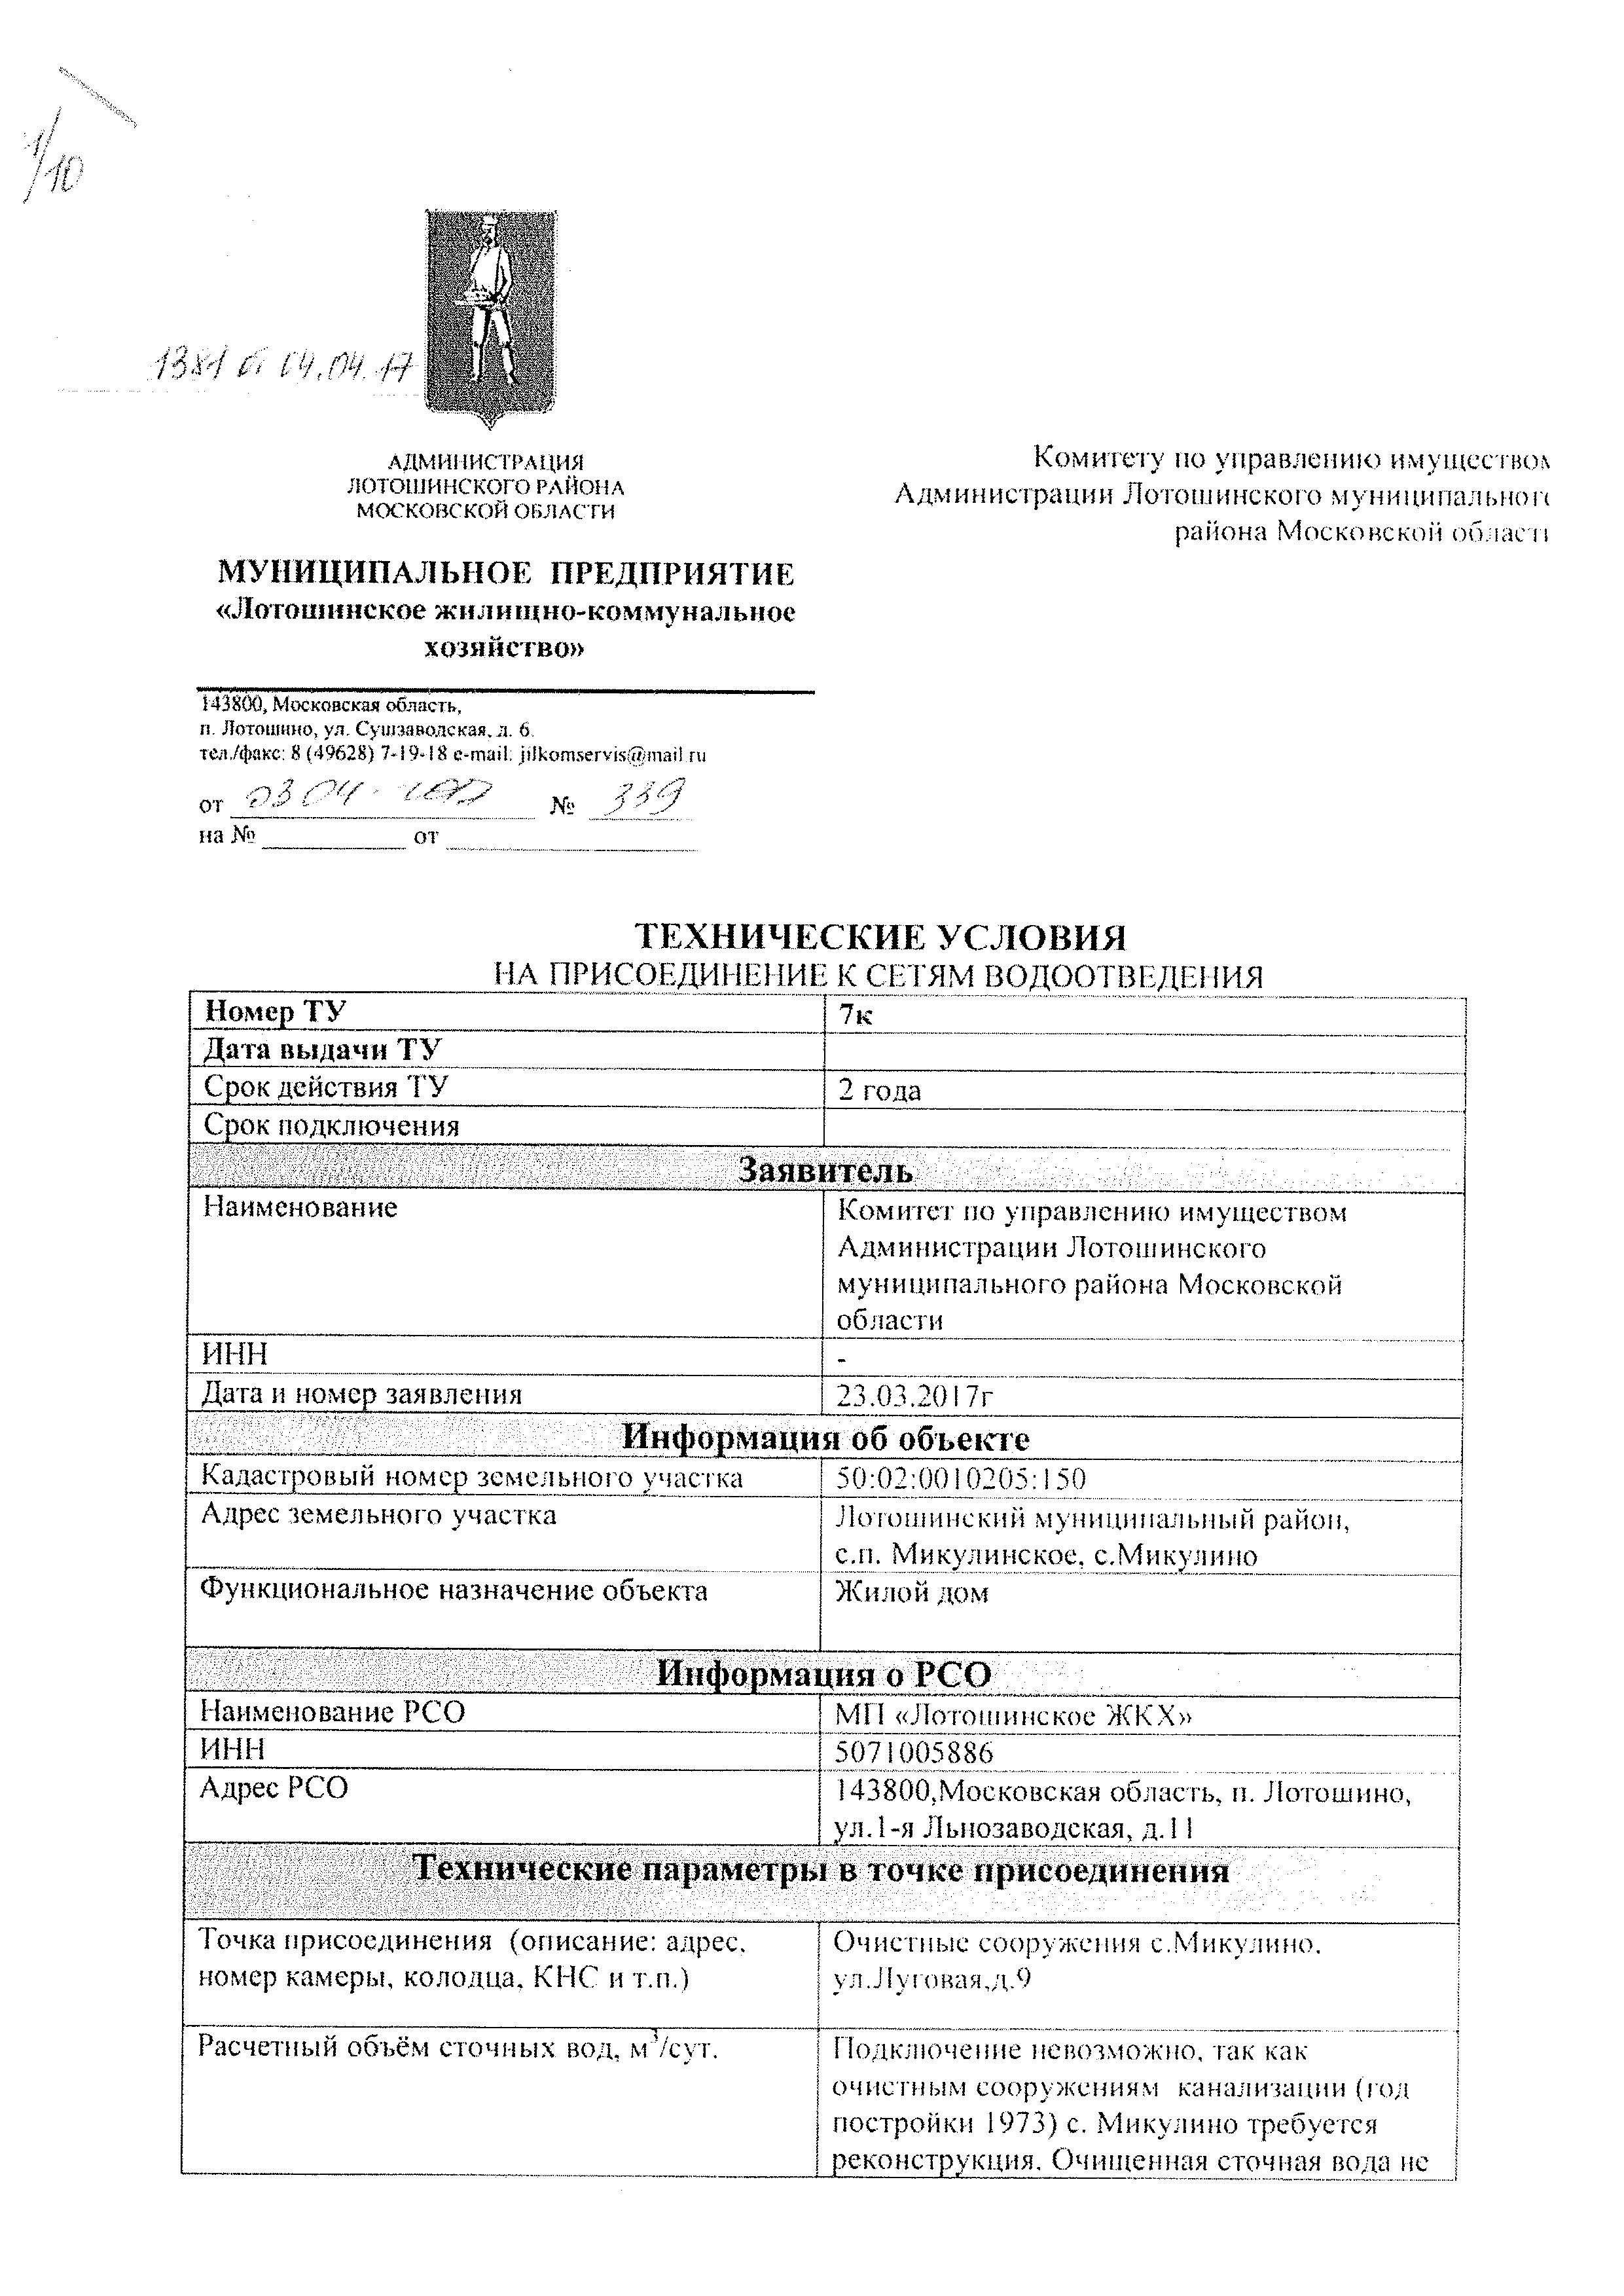 1/10
1381 от 04.04.17
АДМИНИСТРАЦИЯ
ЛОТОШИНСКОГО РАЙОНА
МОСКОВСКОЙ ОБЛАСТИ
МУНИЦИПАЛЬНОЕ ПРЕДПРИЯТИЕ
«Лотошинское жилищно-коммунальное
хозяйство»
143800, Московская область,
п. Лотошино, ул. Сушзаводская, д. 6.
тел./факс: 8 (49628) 7-19-18 e-mail: jilkomservis@mail.ru
от 03 04. 2017 № 339
на № ____________ от ____________
Комитету по управлению имуществом
Администрации Лотошинского муниципального
района Московской области
ТЕХНИЧЕСКИЕ УСЛОВИЯ
НА ПРИСОЕДИНЕНИЕ К СЕТЯМ ВОДООТВЕДЕНИЯ
Номер ТУ 7к
Дата выдачи ТУ
Срок действия ТУ 2 года
Срок подключения
Заявитель
Наименование Комитет по управлению имуществом
Администрации Лотошинского
муниципального района Московской
области
ИНН -
Дата и номер заявления 23.03.2017г
Информация об объекте
Кадастровый номер земельного участка 50:02:0010205:150
Адрес земельного участка Лотошинский муниципальный район,
с.п. Микулинское, с.Микулино
Функциональное назначение объекта Жилой дом
Информация о РСО
Наименование РСО МП «Лотошинское ЖКХ»
ИНН 5071005886
Адрес РСО 143800,Московская область, п. Лотошино,
ул.1-я Льнозаводская, д.11
Технические параметры в точке присоединения
Точка присоединения (описание: адрес, Очистные сооружения с.Микулино,
номер камеры, колодца, КНС и т.п.) ул.Луговая,д.9
Расчетный объём сточных вод, м³/сут. Подключение невозможно, так как
очистным сооружениям канализации (год
постройки 1973) с. Микулино требуется
реконструкция. Очищенная сточная вода не